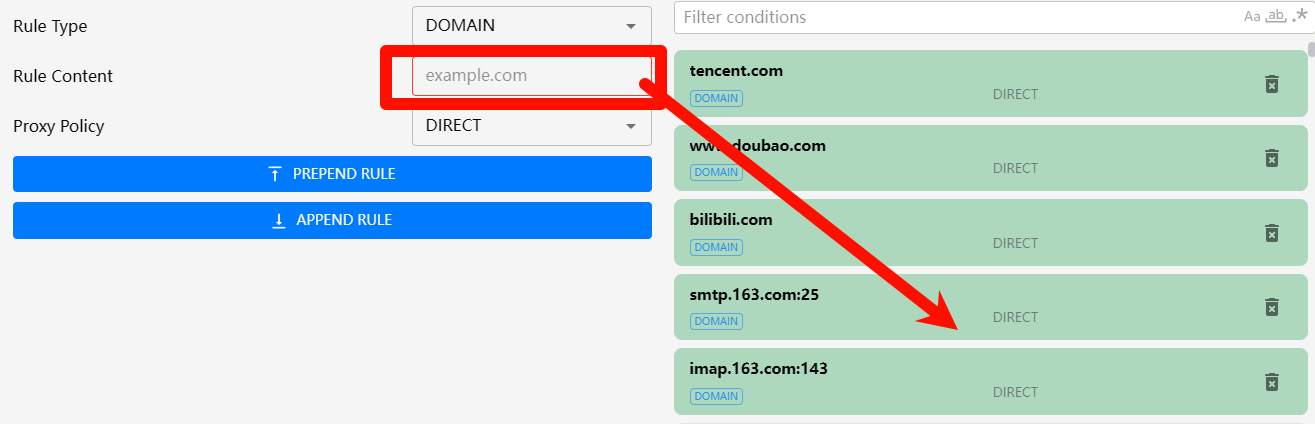 Rule Type
DOMAIN
Rule Content
example.com
Proxy Policy
DIRECT
PREPEND RULE
APPEND RULE
Filter conditions
Aa ab, .*
tencent.com
DOMAIN
DIRECT
www.doubao.com
DOMAIN
DIRECT
bilibili.com
DOMAIN
DIRECT
smtp.163.com:25
DOMAIN
DIRECT
imap.163.com:143
DOMAIN
DIRECT